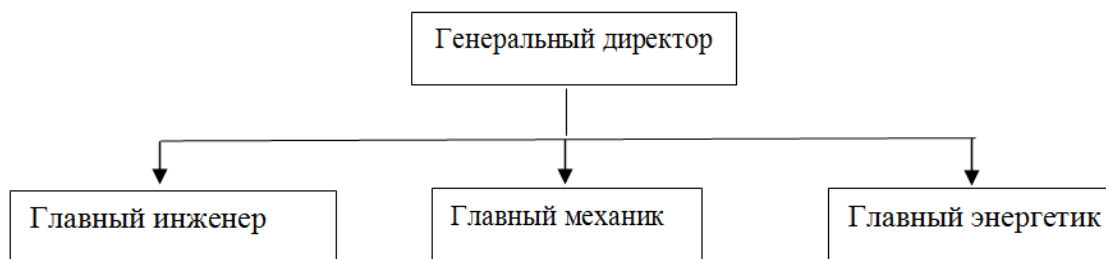 Генеральный директор
Главный инженер
Главный механик
Главный энергетик